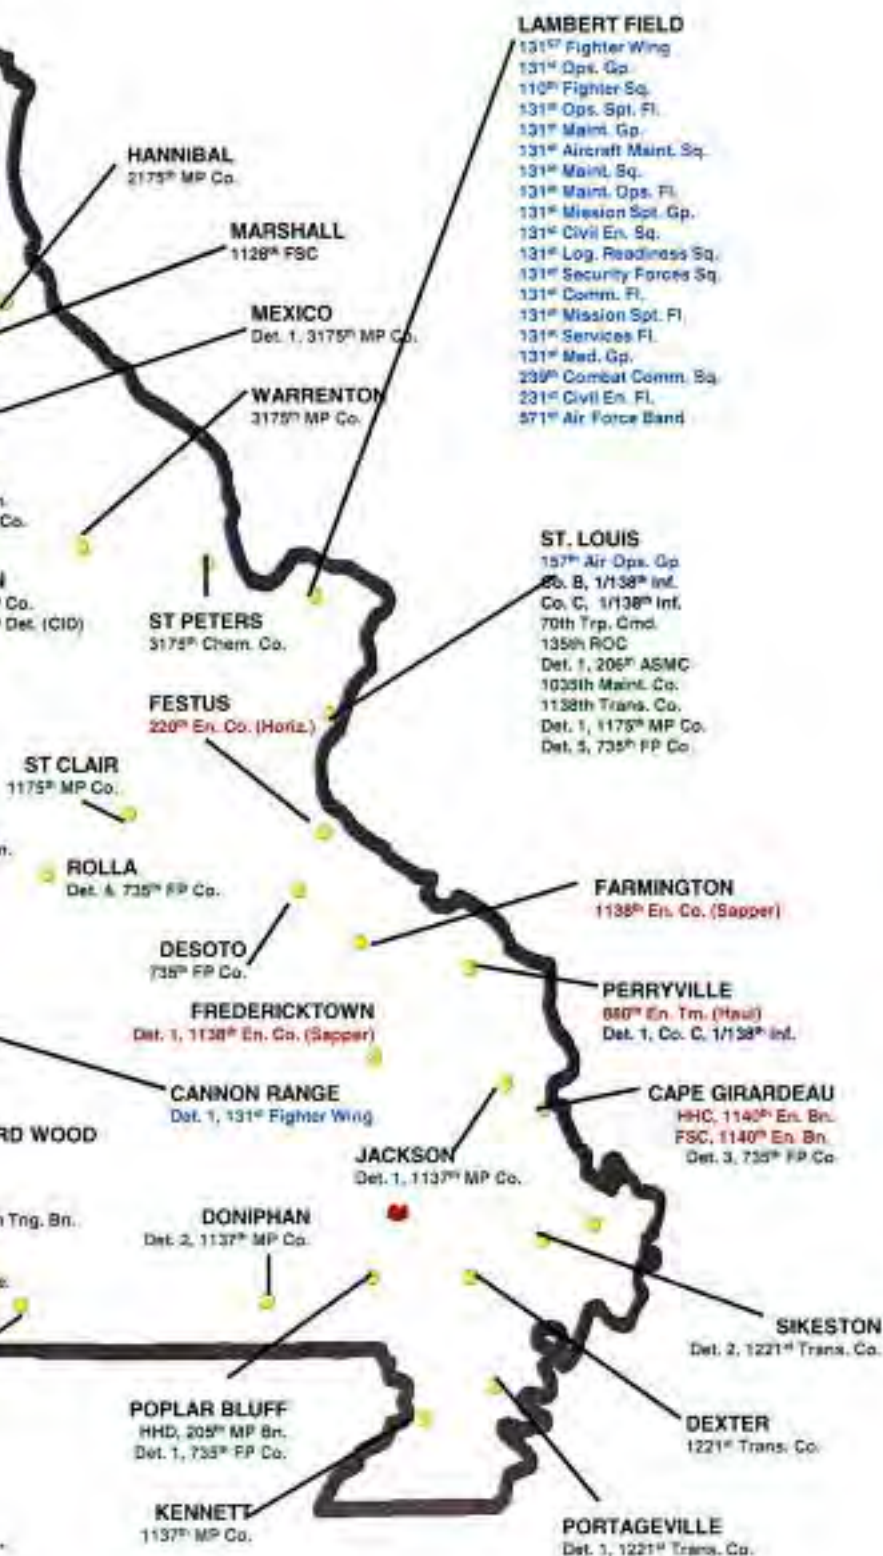 LAMBERT FIELD
131ST Fighter Wing
131st Ops. Gp.
110th Fighter Sq.
131st Ops. Spt. Fl.
131st Maint. Gp.
131st Aircraft Maint. Sq.
131st Maint. Sq.
131st Maint. Ops. Fl.
131st Mission Spt. Gp.
131st Civil En. Sq.
131st Log. Readiness Sq.
131st Security Forces Sq.
131st Comm. Fl.
131st Mission Spt. Fl.
131st Services Fl.
131st Med. Gp.
239th Combat Comm. Sq.
231st Civil En. Fl.
571st Air Force Band
HANNIBAL
2175th MP Co.
MARSHALL
1128th FSC
MEXICO
Det. 1, 3175th MP Co.
WARRENTON
3175th MP Co.
Co.
Co.
Det. (CID)
ST PETERS
3175th Chem. Co.
ST. LOUIS
157th Air Ops. Gp.
Co. B, 1/138th Inf.
Co. C, 1/138th Inf.
70th Trp. Cmd.
135th ROC
Det. 1, 206th ASMC
1035th Maint. Co.
1138th Trans. Co.
Det. 1, 1175th MP Co.
Det. 5, 735th FP Co.
FESTUS
220th En. Co. (Horiz.)
ST CLAIR
1175th MP Co.
ROLLA
Det. 4, 735th FP Co.
DESOTO
735th FP Co.
FARMINGTON
1138th En. Co. (Sapper)
PERRYVILLE
880th En. Tm. (Haul)
Det. 1, Co. C, 1/138th Inf.
FREDERICKTOWN
Det. 1, 1138th En. Co. (Sapper)
CANNON RANGE
Det. 1, 131st Fighter Wing
RD WOOD
CAPE GIRARDEAU
HHC, 1140th En. Bn.
FSC, 1140th En. Bn.
Det. 3, 735th FP Co.
JACKSON
Det. 1, 1137th MP Co.
Trng. Bn.
DONIPHAN
Det. 2, 1137th MP Co.
SIKESTON
Det. 2, 1221st Trans. Co.
POPLAR BLUFF
HHD, 205th MP Bn.
Det. 1, 735th FP Co.
DEXTER
1221st Trans. Co.
KENNETT
1137th MP Co.
PORTAGEVILLE
Det. 1, 1221st Trans. Co.